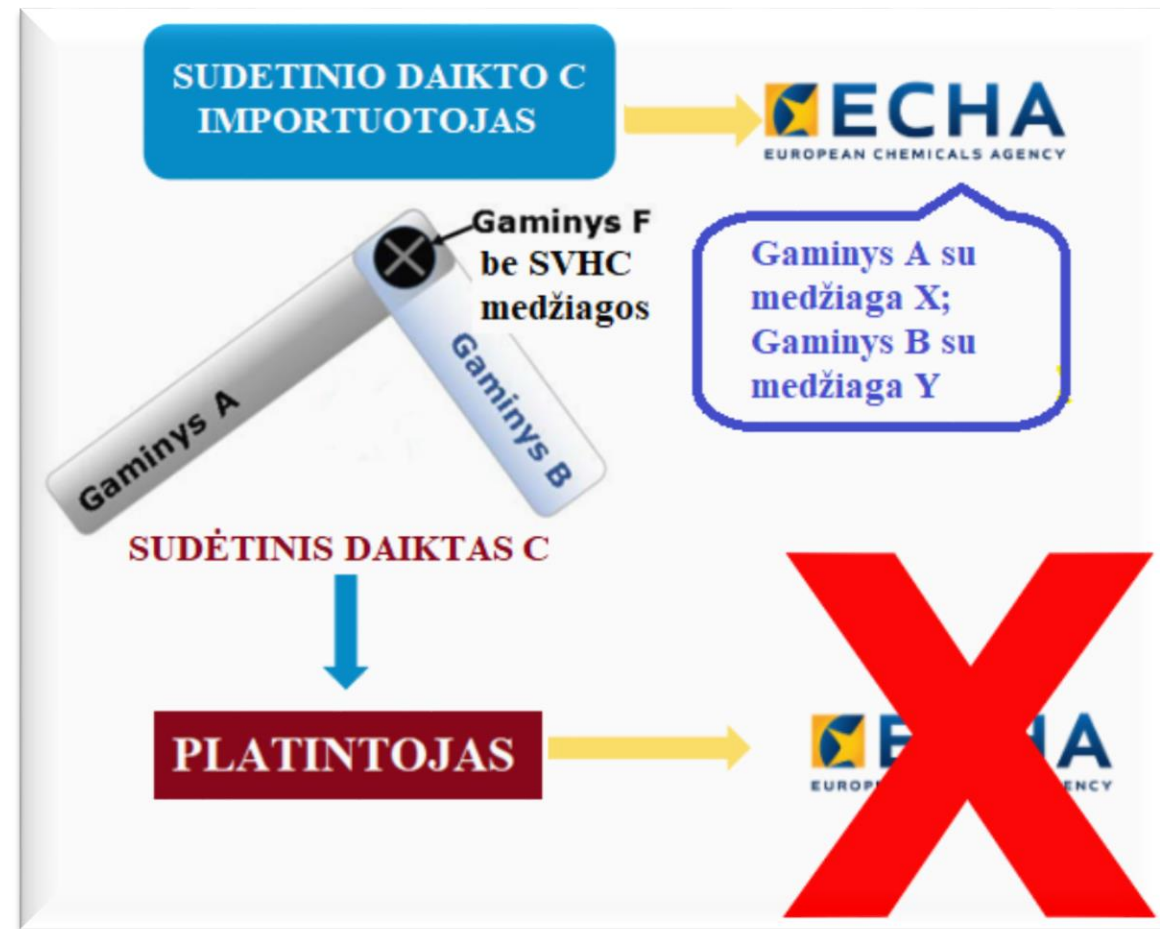 SUDETINIO DAIKTO C
IMPORTUOTOJAS
ECHA
EUROPEAN CHEMICALS AGENCY
Gaminys F
be SVHC
medžiagos
Gaminys A su
medžiaga X;
Gaminys B su
medžiaga Y
Gaminys A
Gaminys B
SUDĖTINIS DAIKTAS C
PLATINTOJAS